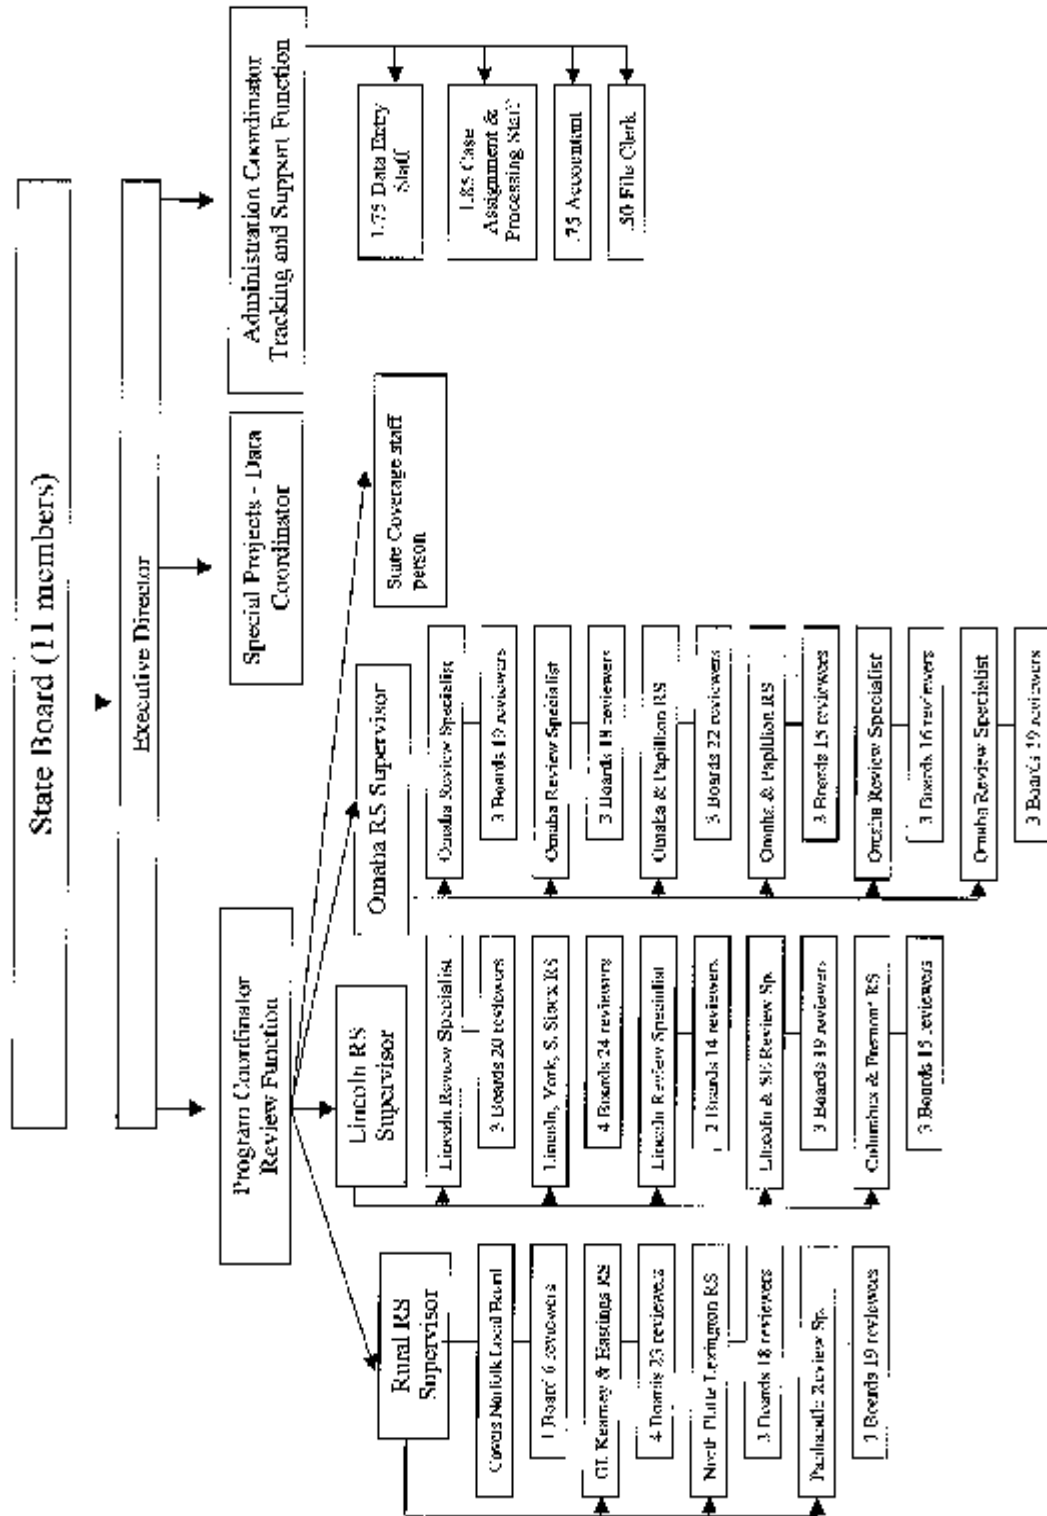 State Board (11 members)
Executive Director
Program Coordinator
Review Function
Special Projects - Data
Coordinator
Administration Coordinator
Tracking and Support Function
1.75 Data Entry
Staff
1.85 Case
Assignment &
Processing Staff
.75 Accountant
.50 File Clerk
State Coverage staff
person
Rural RS
Supervisor
Covers Norfolk Local Board
1 Board 6 reviewers
GI, Kearney & Hastings RS
4 Boards 23 reviewers
North Platte Lexington RS
3 Boards 18 reviewers
Panhandle Review Sp.
3 Boards 19 reviewers
Lincoln RS
Supervisor
Lincoln Review Specialist
3 Boards 20 reviewers
Lincoln, York, S. Sioux RS
4 Boards 24 reviewers
Lincoln Review Specialist
2 Boards 14 reviewers
Lincoln & SE Review Sp.
3 Boards 19 reviewers
Columbus & Fremont RS
3 Boards 15 reviewers
Omaha RS Supervisor
Omaha Review Specialist
3 Boards 19 reviewers
Omaha Review Specialist
3 Boards 18 reviewers
Omaha & Papillion RS
3 Boards 22 reviewers
Omaha & Papillion RS
3 Boards 15 reviewers
Omaha Review Specialist
3 Boards 16 reviewers
Omaha Review Specialist
3 Boards 19 reviewers